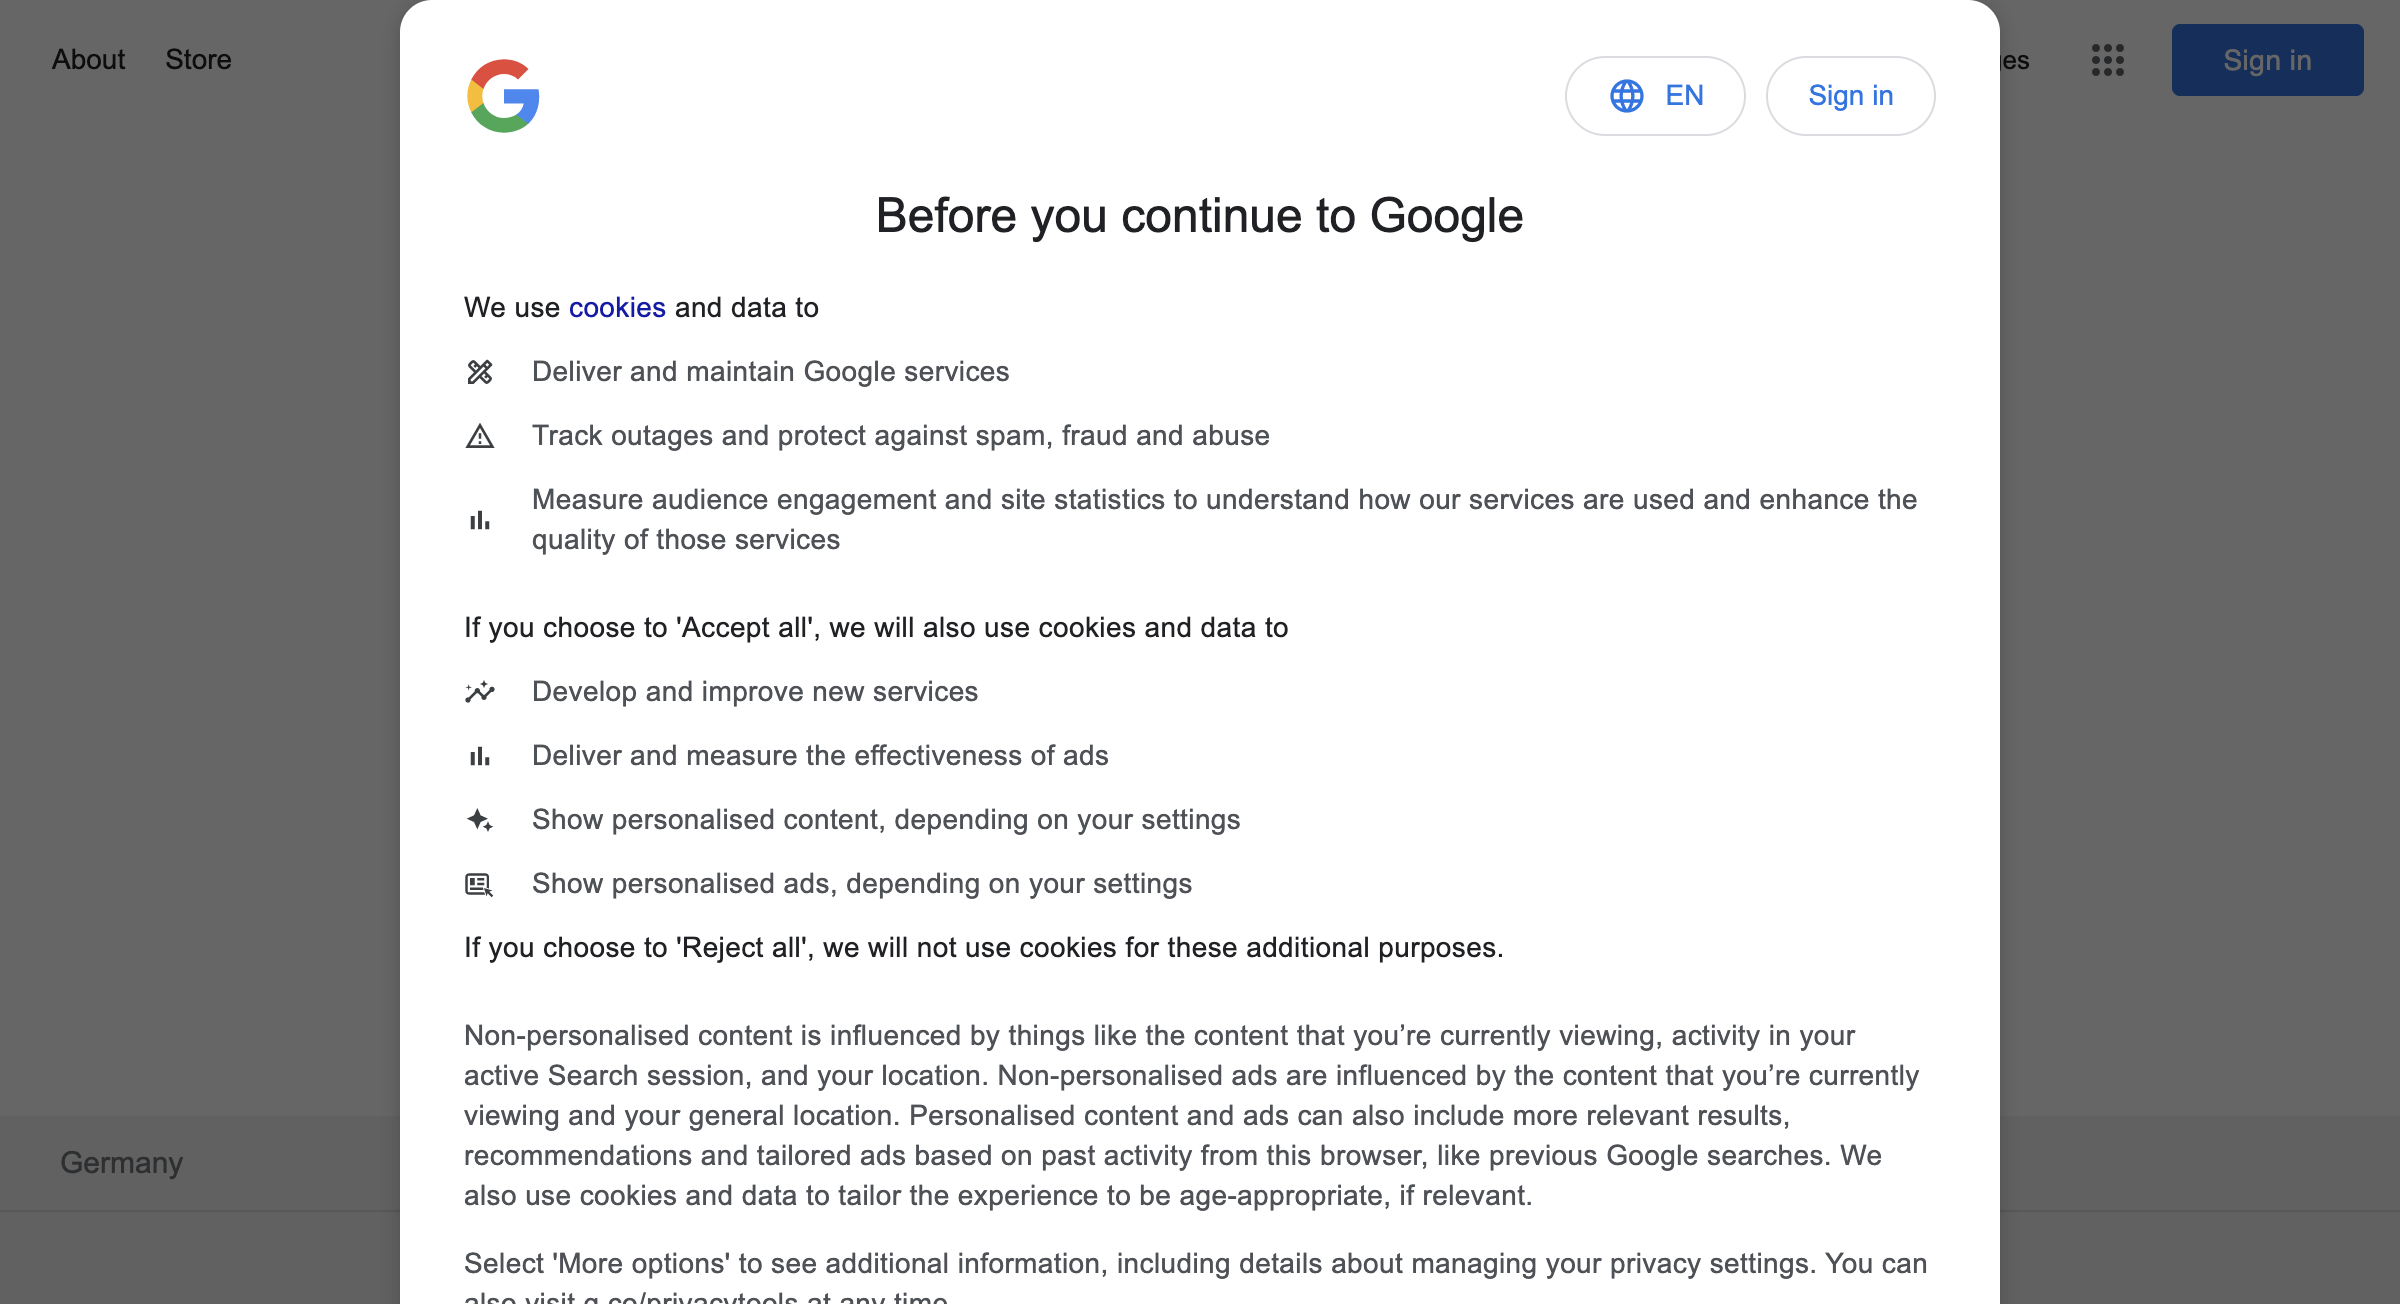 About Store
es
Sign in
EN
Sign in
Before you continue to Google
We use cookies and data to
Deliver and maintain Google services
Track outages and protect against spam, fraud and abuse
Measure audience engagement and site statistics to understand how our services are used and enhance the
quality of those services
If you choose to 'Accept all', we will also use cookies and data to
Develop and improve new services
Deliver and measure the effectiveness of ads
Show personalised content, depending on your settings
Show personalised ads, depending on your settings
If you choose to 'Reject all', we will not use cookies for these additional purposes.
Non-personalised content is influenced by things like the content that you’re currently viewing, activity in your
active Search session, and your location. Non-personalised ads are influenced by the content that you’re currently
viewing and your general location. Personalised content and ads can also include more relevant results,
recommendations and tailored ads based on past activity from this browser, like previous Google searches. We
also use cookies and data to tailor the experience to be age-appropriate, if relevant.
Germany
Select 'More options' to see additional information, including details about managing your privacy settings. You can
also visit g.co/privacytools at any time.